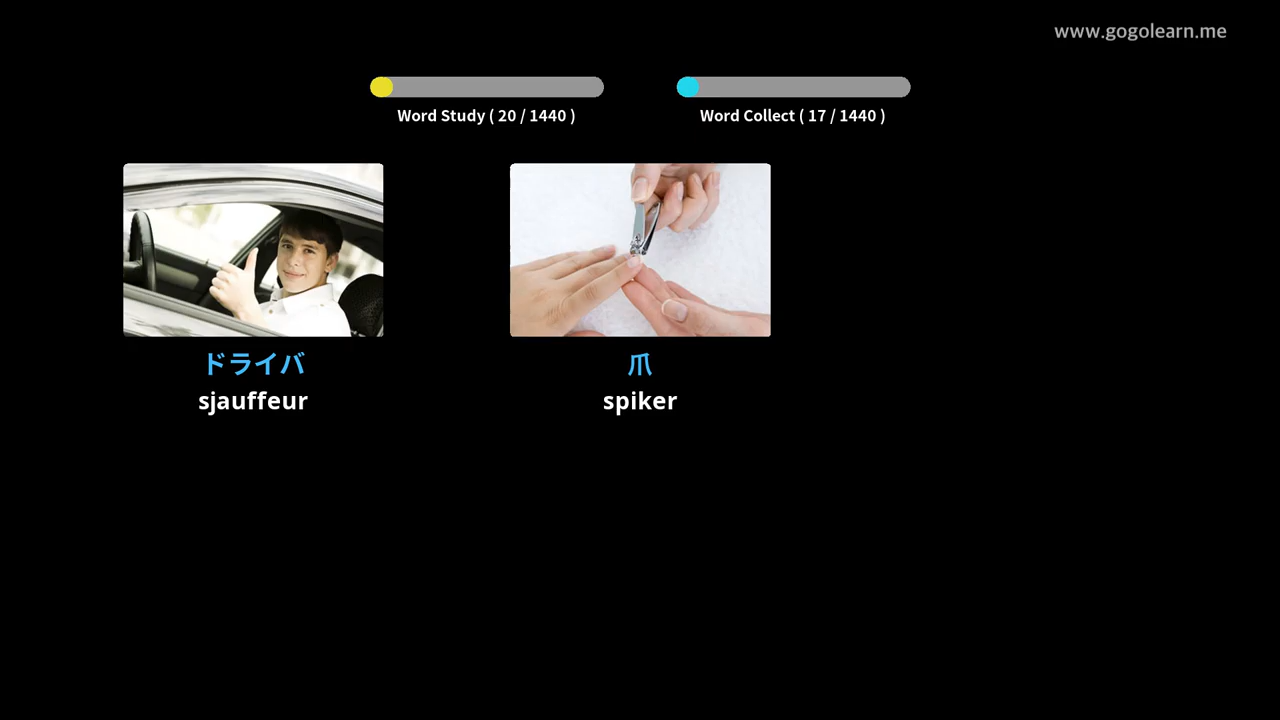 www.gogolearn.me
Word Study ( 20 / 1440 )
Word Collect ( 17 / 1440 )
ドライバ
sjauffeur
爪
spiker